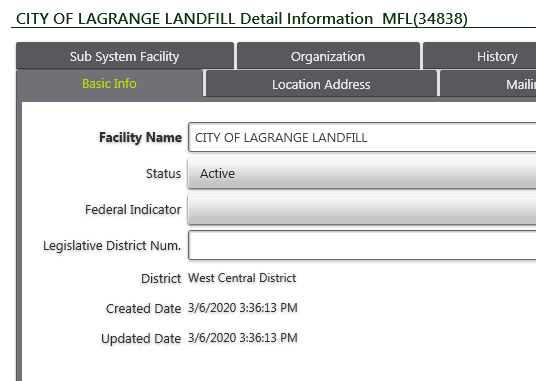 CITY OF LAGRANGE LANDFILL Detail Information MFL(34838)
Sub System Facility Organization History
Basic Info Location Address
Facility Name CITY OF LAGRANGE LANDFILL
Status Active
Federal Indicator
Legislative District Num.
District West Central District
Created Date 3/6/2020 3:36:13 PM
Updated Date 3/6/2020 3:36:13 PM